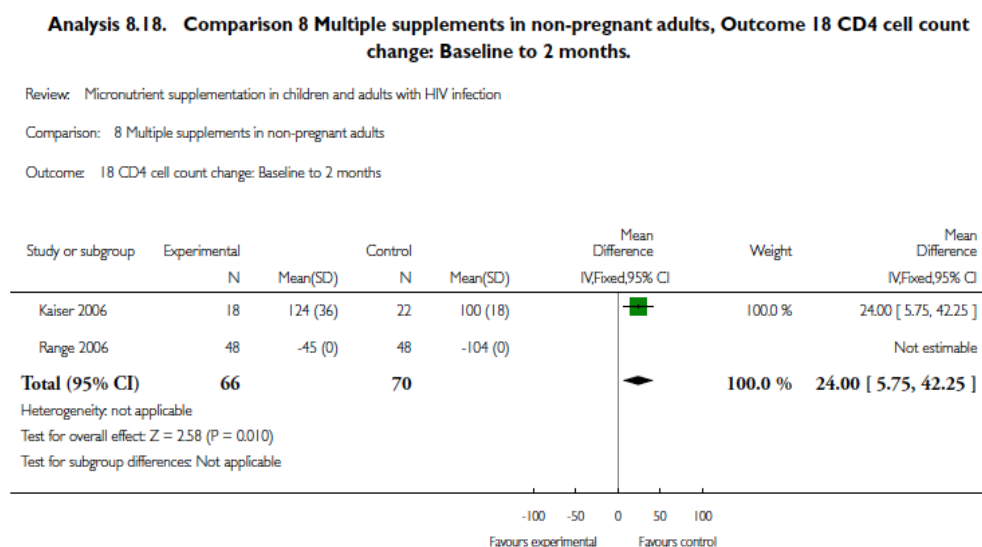 Analysis 8.18. Comparison 8 Multiple supplements in non-pregnant adults, Outcome 18 CD4 cell count
change: Baseline to 2 months.
Review: Micronutrient supplementation in children and adults with HIV infection
Comparison: 8 Multiple supplements in non-pregnant adults
Outcome: 18 CD4 cell count change: Baseline to 2 months
Mean Mean
Study or subgroup Experimental Control Difference Weight Difference
N Mean(SD) N Mean(SD) IV,Fixed,95% CI IV,Fixed,95% CI
Kaiser 2006 18 124 (36) 22 100 (18) 100.0 % 24.00 [ 5.75, 42.25 ]
Range 2006 48 -45 (0) 48 -104 (0) Not estimable
Total (95% CI) 66 70 100.0 % 24.00 [ 5.75, 42.25 ]
Heterogeneity: not applicable
Test for overall effect: Z = 2.58 (P = 0.010)
Test for subgroup differences: Not applicable
-100 -50 0 50 100
Favours experimental Favours control